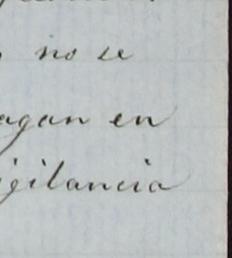 no se
agan en
igilancia